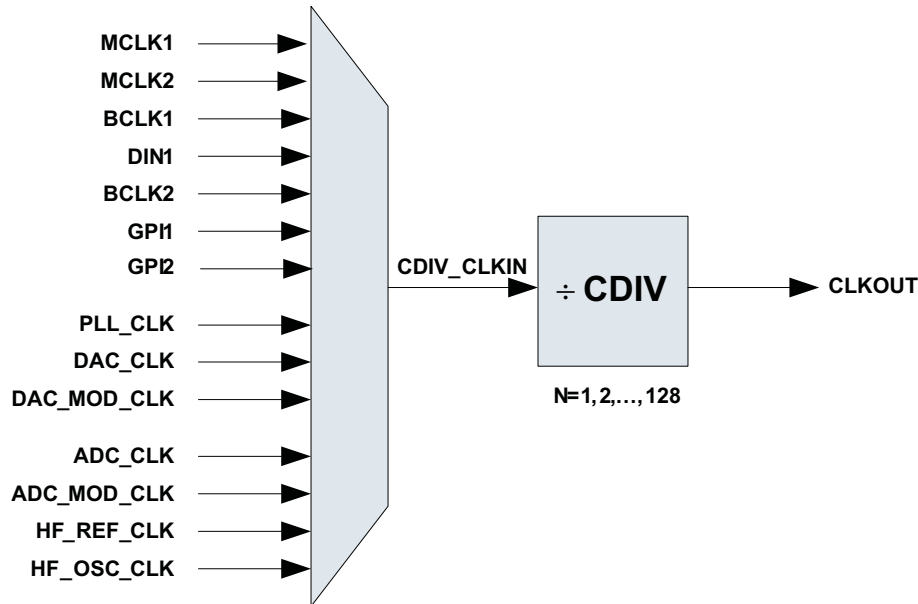 MCLK1
MCLK2
BCLK1
DIN1
BCLK2
GPI1
GPI2
PLL_CLK
DAC_CLK
DAC_MOD_CLK
ADC_CLK
ADC_MOD_CLK
HF_REF_CLK
HF_OSC_CLK
CDIV_CLKIN
÷ CDIV
N=1,2,...,128
CLKOUT